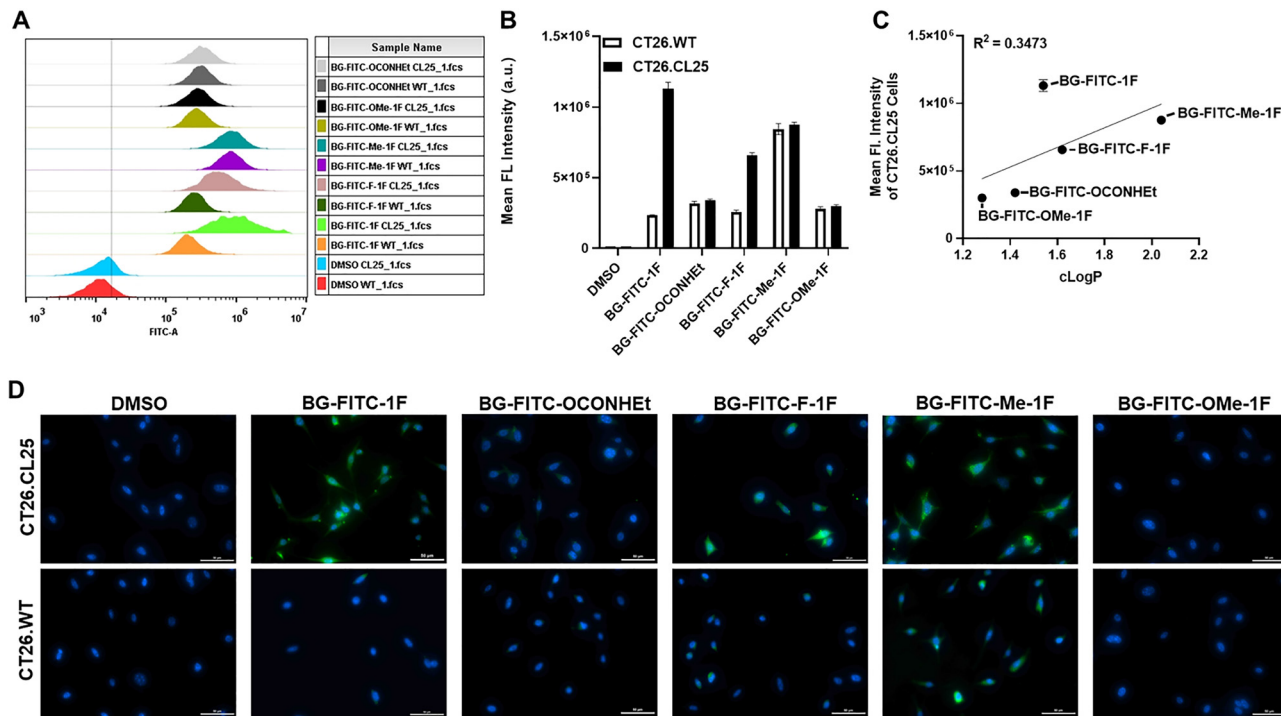 A
Sample Name
BG-FITC-OCONHEt CL25_1.fcs
BG-FITC-OCONHEt WT_1.fcs
BG-FITC-OMe-1F CL25_1.fcs
BG-FITC-OMe-1F WT_1.fcs
BG-FITC-Me-1F CL25_1.fcs
BG-FITC-Me-1F WT_1.fcs
BG-FITC-F-1F CL25_1.fcs
BG-FITC-F-1F WT_1.fcs
BG-FITC-1F CL25_1.fcs
BG-FITC-1F WT_1.fcs
DMSO CL25_1.fcs
DMSO WT_1.fcs
10³ 10⁴ 10⁵ 10⁶ 10⁷
FITC-A
B
Mean FL Intensity (a.u.)
1.5×10⁶
1×10⁶
5×10⁵
0
CT26.WT
CT26.CL25
DMSO
BG-FITC-1F
BG-FITC-OCONHEt
BG-FITC-F-1F
BG-FITC-Me-1F
BG-FITC-OMe-1F
C
Mean Fl. Intensity
of CT26.CL25 Cells
1.5×10⁶
1×10⁶
5×10⁵
0
R² = 0.3473
BG-FITC-1F
BG-FITC-Me-1F
BG-FITC-F-1F
BG-FITC-OCONHEt
BG-FITC-OMe-1F
1.2 1.4 1.6 1.8 2.0 2.2
cLogP
D
DMSO BG-FITC-1F BG-FITC-OCONHEt BG-FITC-F-1F BG-FITC-Me-1F BG-FITC-OMe-1F
CT26.CL25
50 µm
CT26.WT